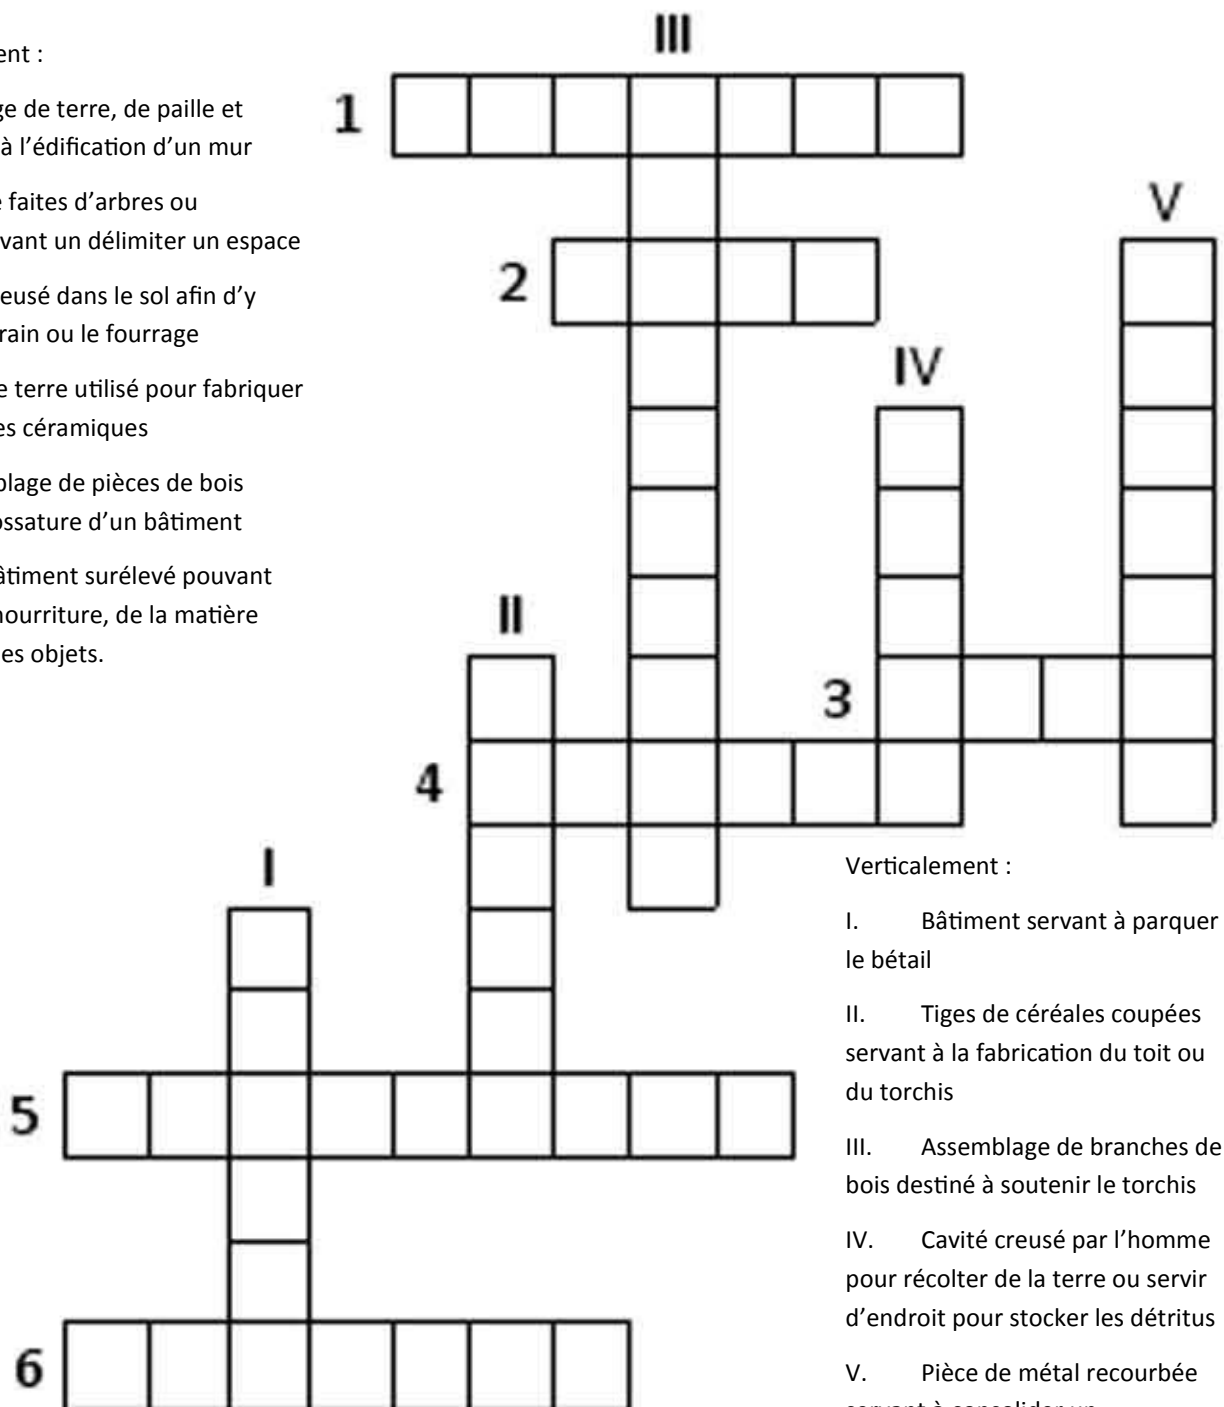 ent :
ge de terre, de paille et
à l'édification d'un mur
e faites d'arbres ou
vant un délimiter un espace
eusé dans le sol afin d'y
rain ou le fourrage
e terre utilisé pour fabriquer
es céramiques
blage de pièces de bois
ossature d'un bâtiment
âtiment surélevé pouvant
nourriture, de la matière
es objets.
III
1
V
2
IV
II
3
4
I
5
6
Verticalement :
I. Bâtiment servant à parquer
le bétail
II. Tiges de céréales coupées
servant à la fabrication du toit ou
du torchis
III. Assemblage de branches de
bois destiné à soutenir le torchis
IV. Cavité creusé par l'homme
pour récolter de la terre ou servir
d'endroit pour stocker les détritus
V. Pièce de métal recourbée
servant à consolider un